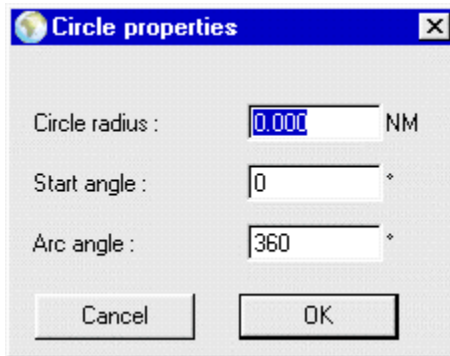 Circle properties
Circle radius : 0.000 NM
Start angle : 0 °
Arc angle : 360 °
Cancel OK